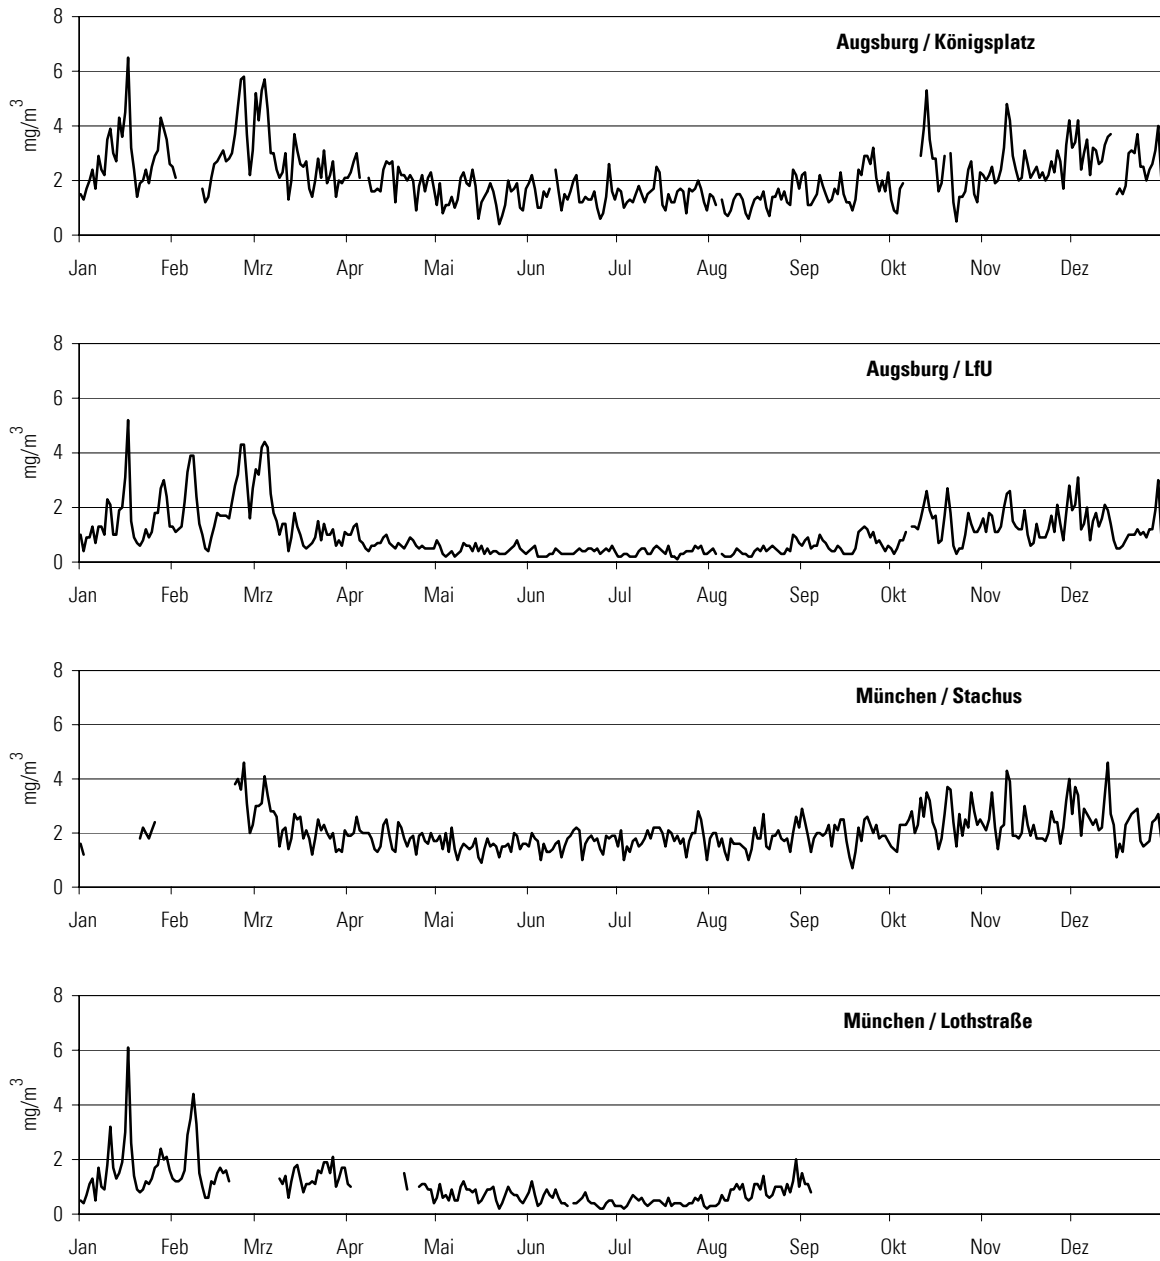 8
Augsburg / Königsplatz
6
mg/m³
4
2
0
Jan Feb Mrz Apr Mai Jun Jul Aug Sep Okt Nov Dez
8
Augsburg / LfU
6
mg/m³
4
2
0
Jan Feb Mrz Apr Mai Jun Jul Aug Sep Okt Nov Dez
8
München / Stachus
6
mg/m³
4
2
0
Jan Feb Mrz Apr Mai Jun Jul Aug Sep Okt Nov Dez
8
München / Lothstraße
6
mg/m³
4
2
0
Jan Feb Mrz Apr Mai Jun Jul Aug Sep Okt Nov Dez